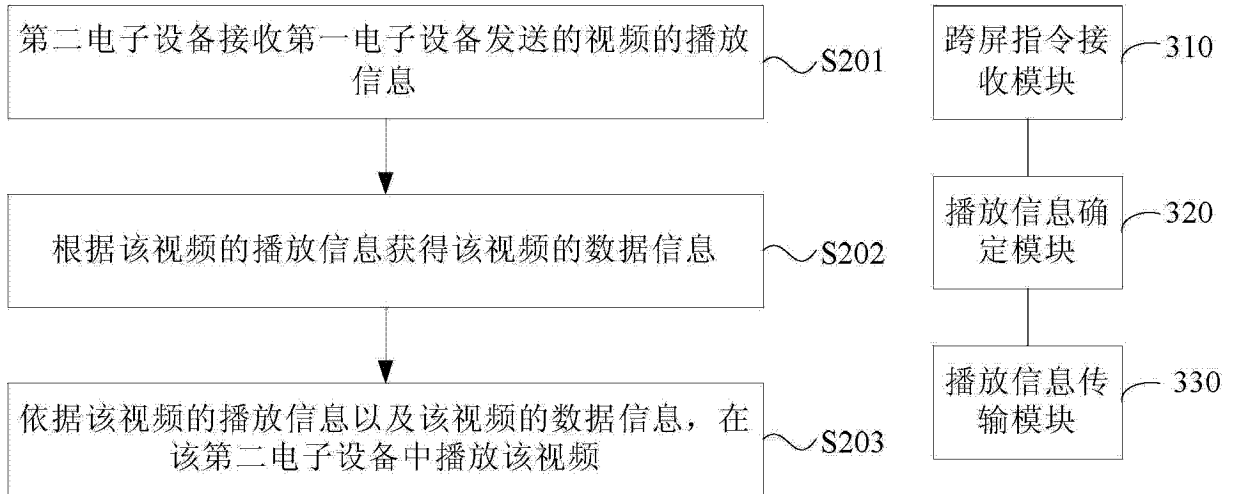 第二电子设备接收第一电子设备发送的视频的播放
信息
S201
根据该视频的播放信息获得该视频的数据信息
S202
依据该视频的播放信息以及该视频的数据信息，在
该第二电子设备中播放该视频
S203
跨屏指令接
收模块
310
播放信息确
定模块
320
播放信息传
输模块
330